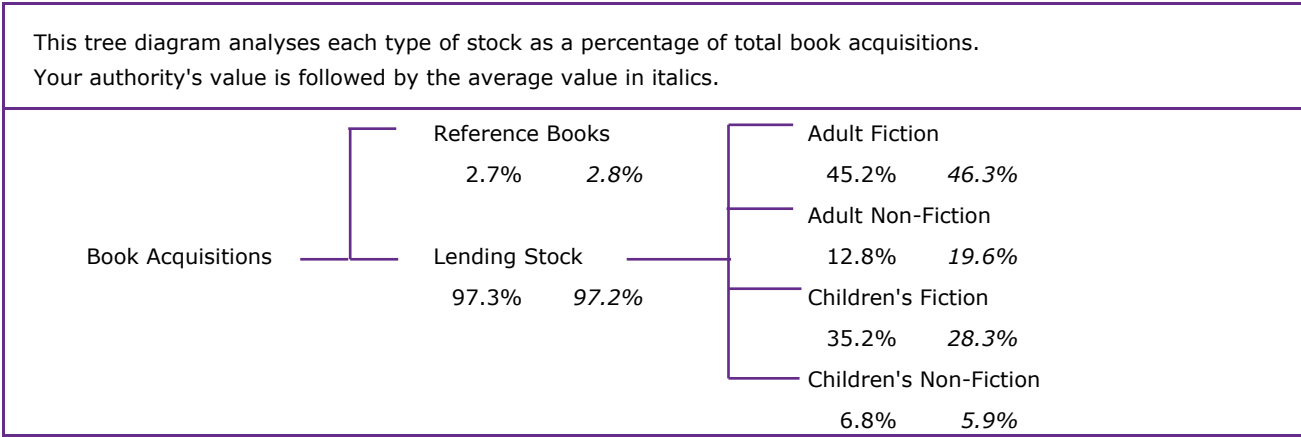 This tree diagram analyses each type of stock as a percentage of total book acquisitions.
Your authority's value is followed by the average value in italics.
Reference Books
2.7% 2.8%
Book Acquisitions
Lending Stock
97.3% 97.2%
Adult Fiction
45.2% 46.3%
Adult Non-Fiction
12.8% 19.6%
Children's Fiction
35.2% 28.3%
Children's Non-Fiction
6.8% 5.9%